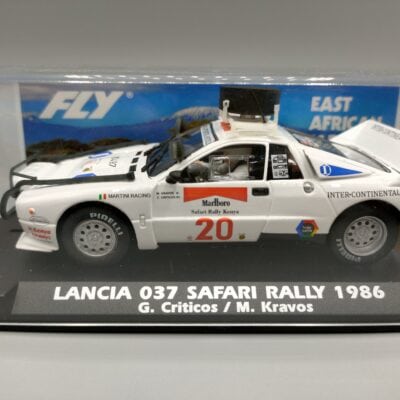 FLY®
EAST
AFRICAN
INTER-CONTINENTAL
MARTINI RACING
Marlboro
Safari Rally Kenya
20
PIRELLI
LANCIA 037 SAFARI RALLY 1986
G. Criticos / M. Kravos